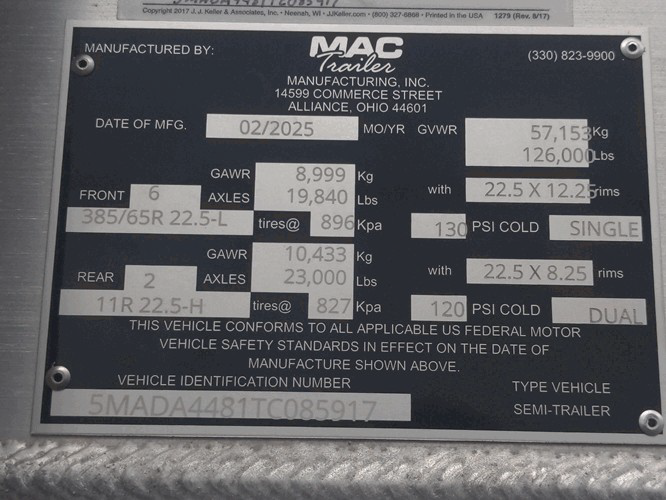 Copyright 2017 J. J. Keller & Associates, Inc. • Neenah, WI • JJKeller.com • (800) 327-6868 • Printed in the USA 1279 (Rev. 8/17)
MANUFACTURED BY: MAC Trailer (330) 823-9900
MANUFACTURING, INC.
14599 COMMERCE STREET
ALLIANCE, OHIO 44601
DATE OF MFG. 02/2025 MO/YR GVWR 57,153 Kg
126,000 Lbs
GAWR 8,999 Kg
FRONT 6 AXLES 19,840 Lbs with 22.5 X 12.25 rims
385/65R 22.5-L tires@ 896 Kpa 130 PSI COLD SINGLE
GAWR 10,433 Kg
REAR 2 AXLES 23,000 Lbs with 22.5 X 8.25 rims
11R 22.5-H tires@ 827 Kpa 120 PSI COLD DUAL
THIS VEHICLE CONFORMS TO ALL APPLICABLE US FEDERAL MOTOR
VEHICLE SAFETY STANDARDS IN EFFECT ON THE DATE OF
MANUFACTURE SHOWN ABOVE.
VEHICLE IDENTIFICATION NUMBER TYPE VEHICLE
5MADA4481TC085917 SEMI-TRAILER